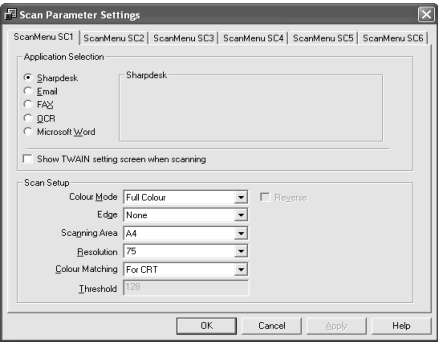 Scan Parameter Settings
ScanMenu SC1 ScanMenu SC2 ScanMenu SC3 ScanMenu SC4 ScanMenu SC5 ScanMenu SC6
Application Selection
Sharpdesk
Email
FAX
OCR
Microsoft Word
Sharpdesk
Show TWAIN setting screen when scanning
Scan Setup
Colour Mode Full Colour Reverse
Edge None
Scanning Area A4
Resolution 75
Colour Matching For CRT
Threshold 128
OK Cancel Apply Help